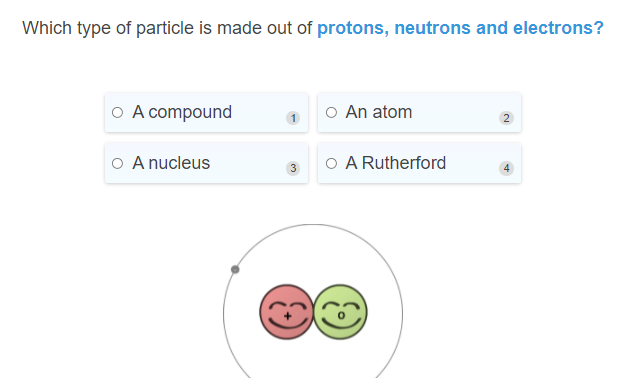 Which type of particle is made out of protons, neutrons and electrons?
A compound 1
An atom 2
A nucleus 3
A Rutherford 4
+ o